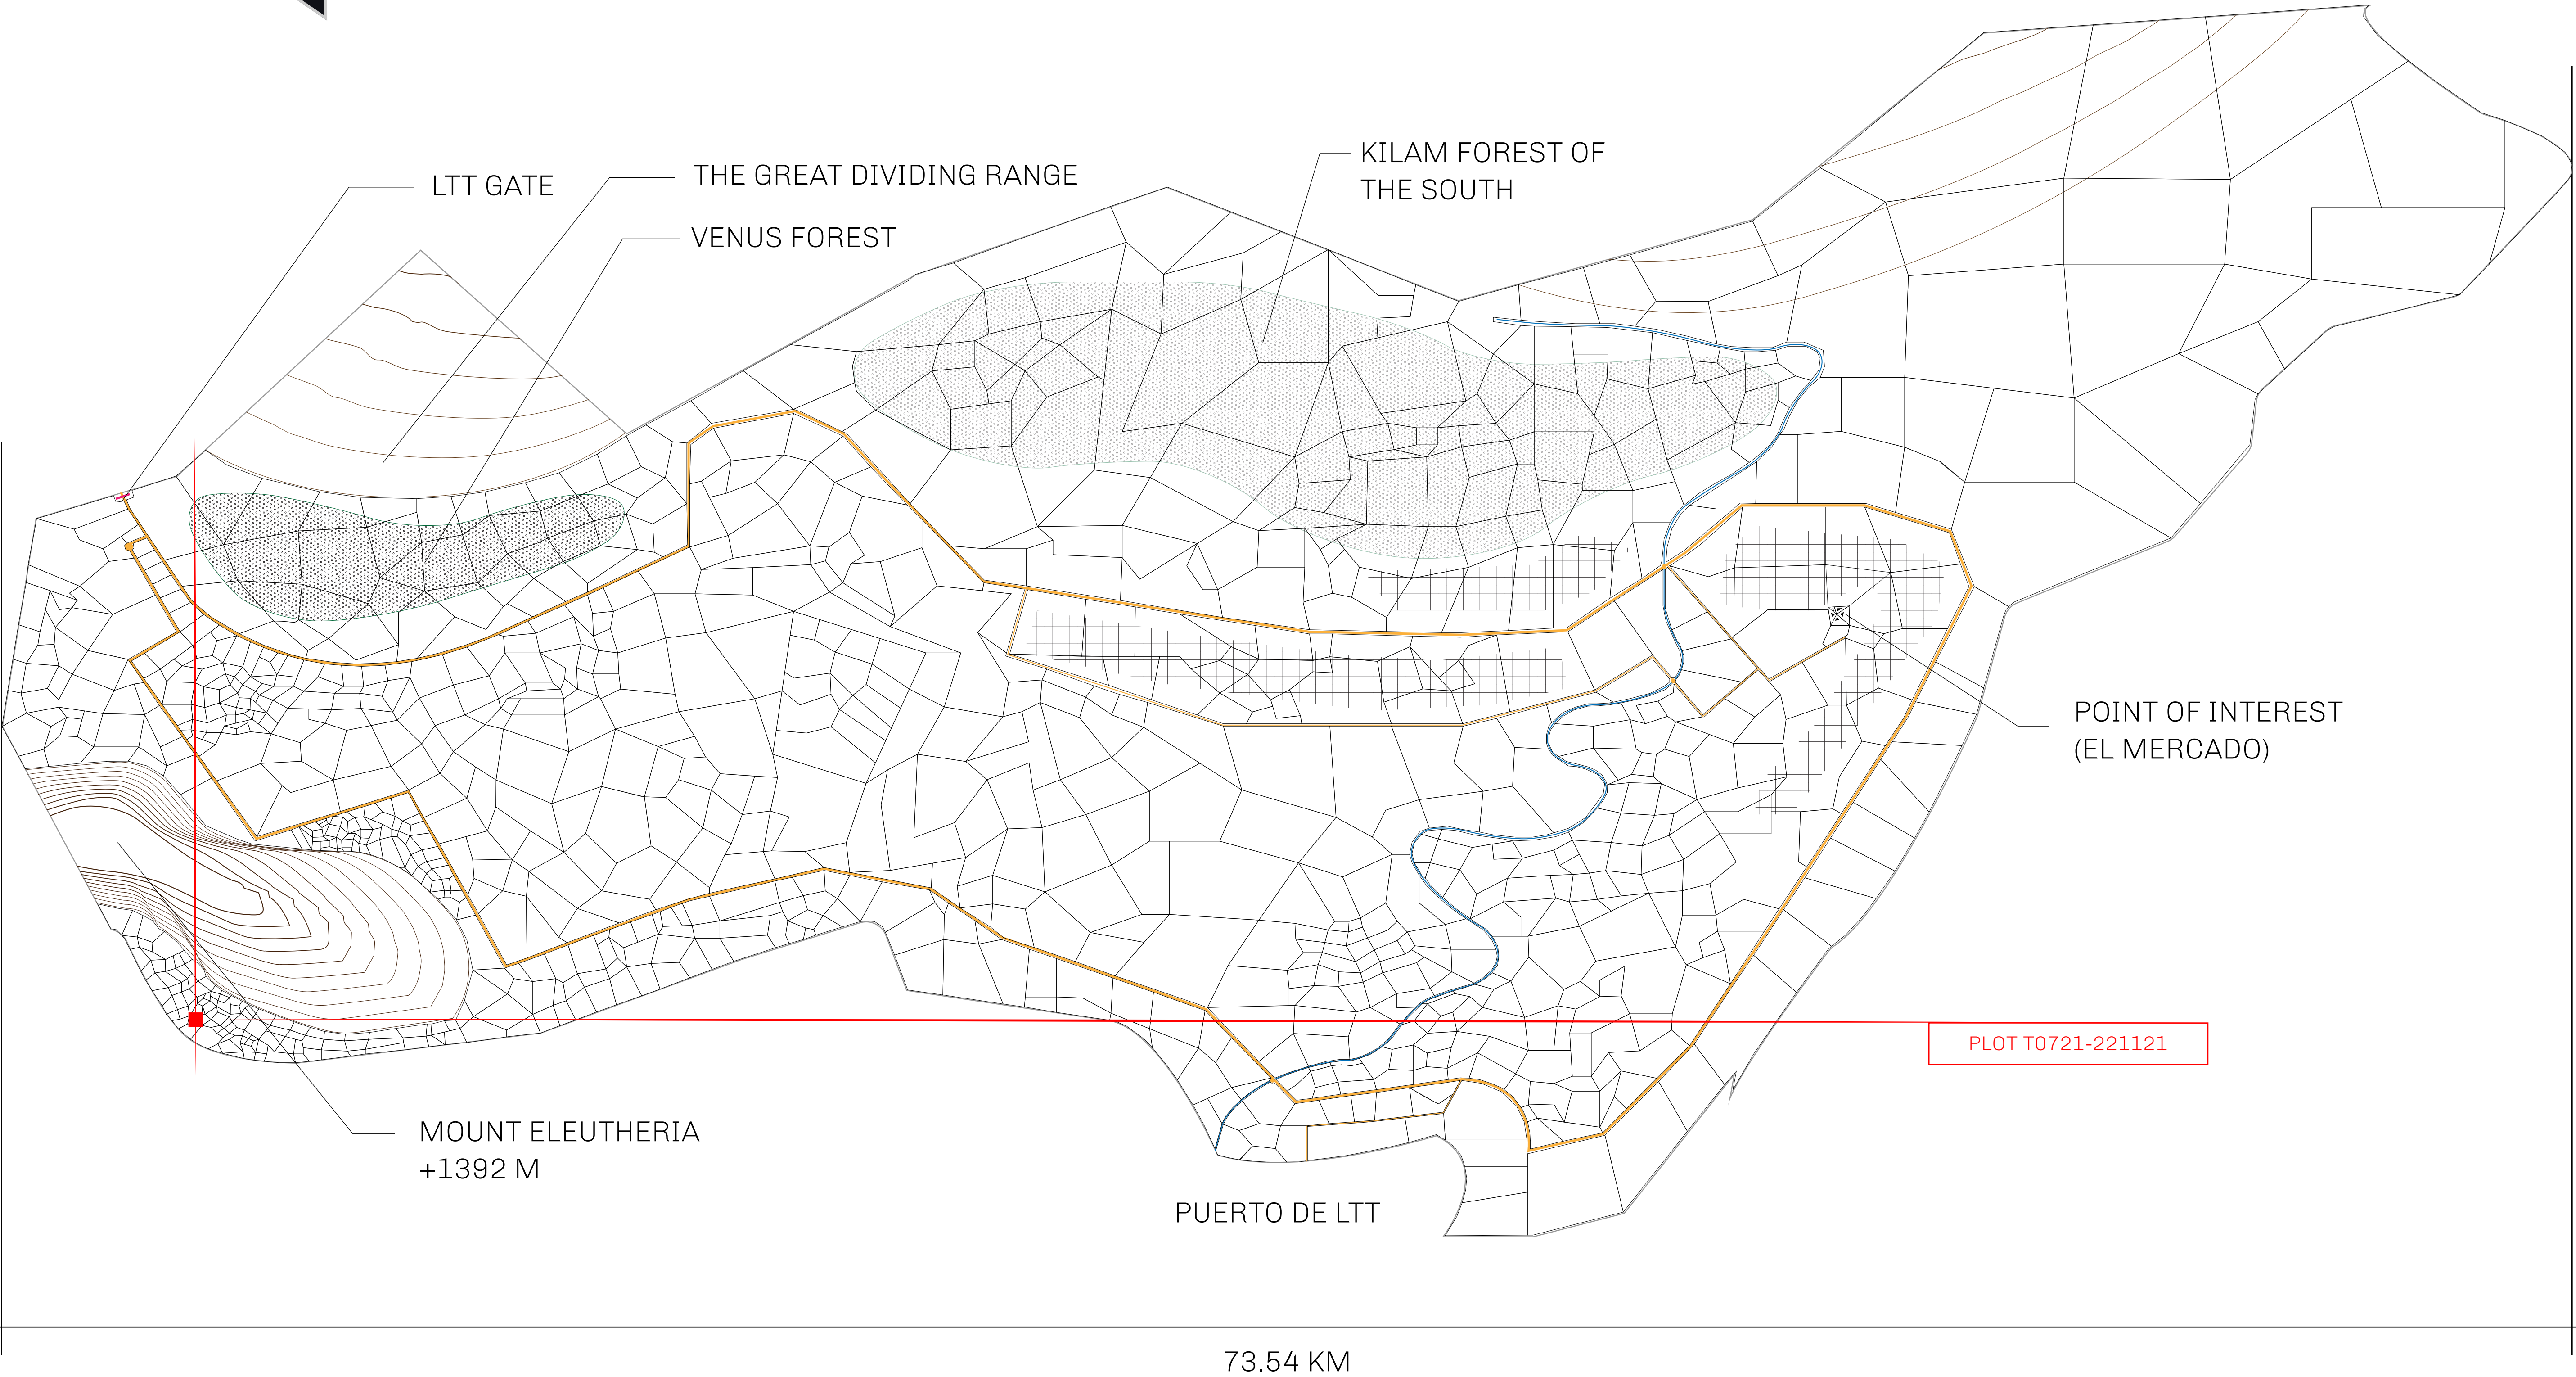 KILAM FOREST OF
THE SOUTH
LTT GATE
THE GREAT DIVIDING RANGE
VENUS FOREST
POINT OF INTEREST
(EL MERCADO)
PLOT T0721-221121
MOUNT ELEUTHERIA
+1392 M
PUERTO DE LTT
73.54 KM